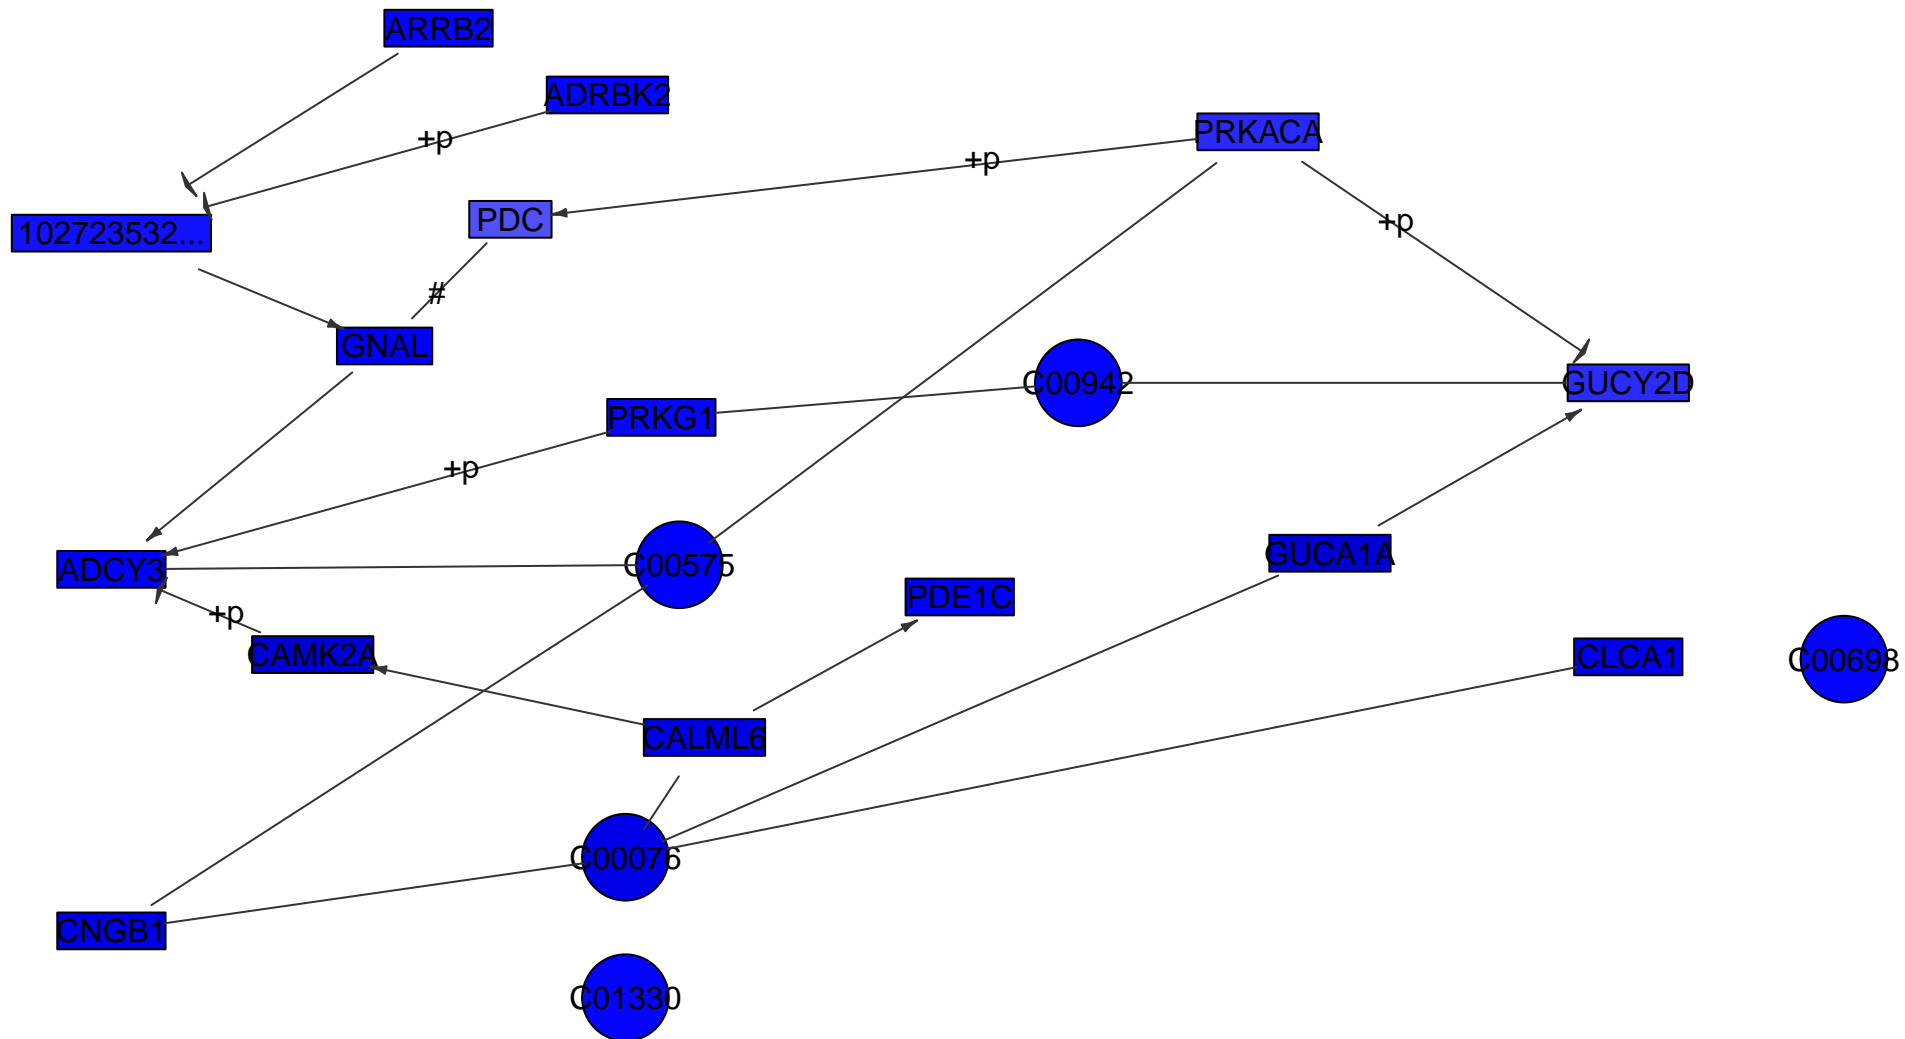 ARRB2
ADRBK2
PRKACA
+p
+p
102723532...
PDC
+p
#
GNAL
C00942
GUCY2D
PRKG1
+p
ADCY3
C00575
GUCA1A
PDE1C
+p
CAMK2A
CLCA1
C00698
CALML6
C00076
CNGB1
C01330